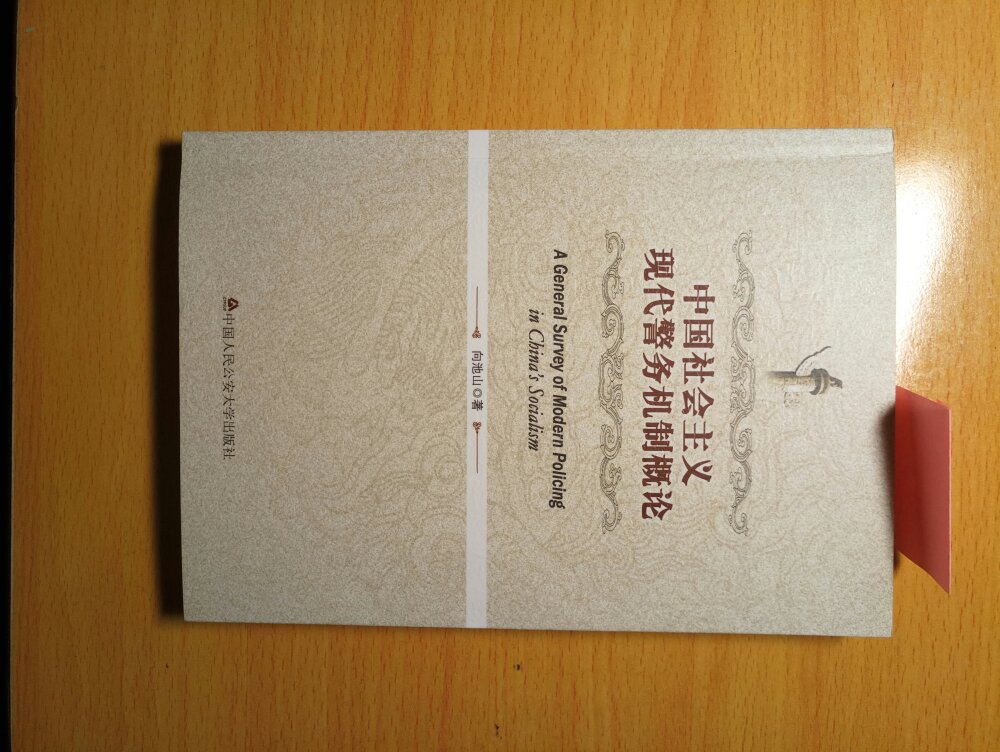 中国社会主义
现代警务机制概论
A General Survey of Modern Policing
in China's Socialism
向池山◎著
中国人民公安大学出版社